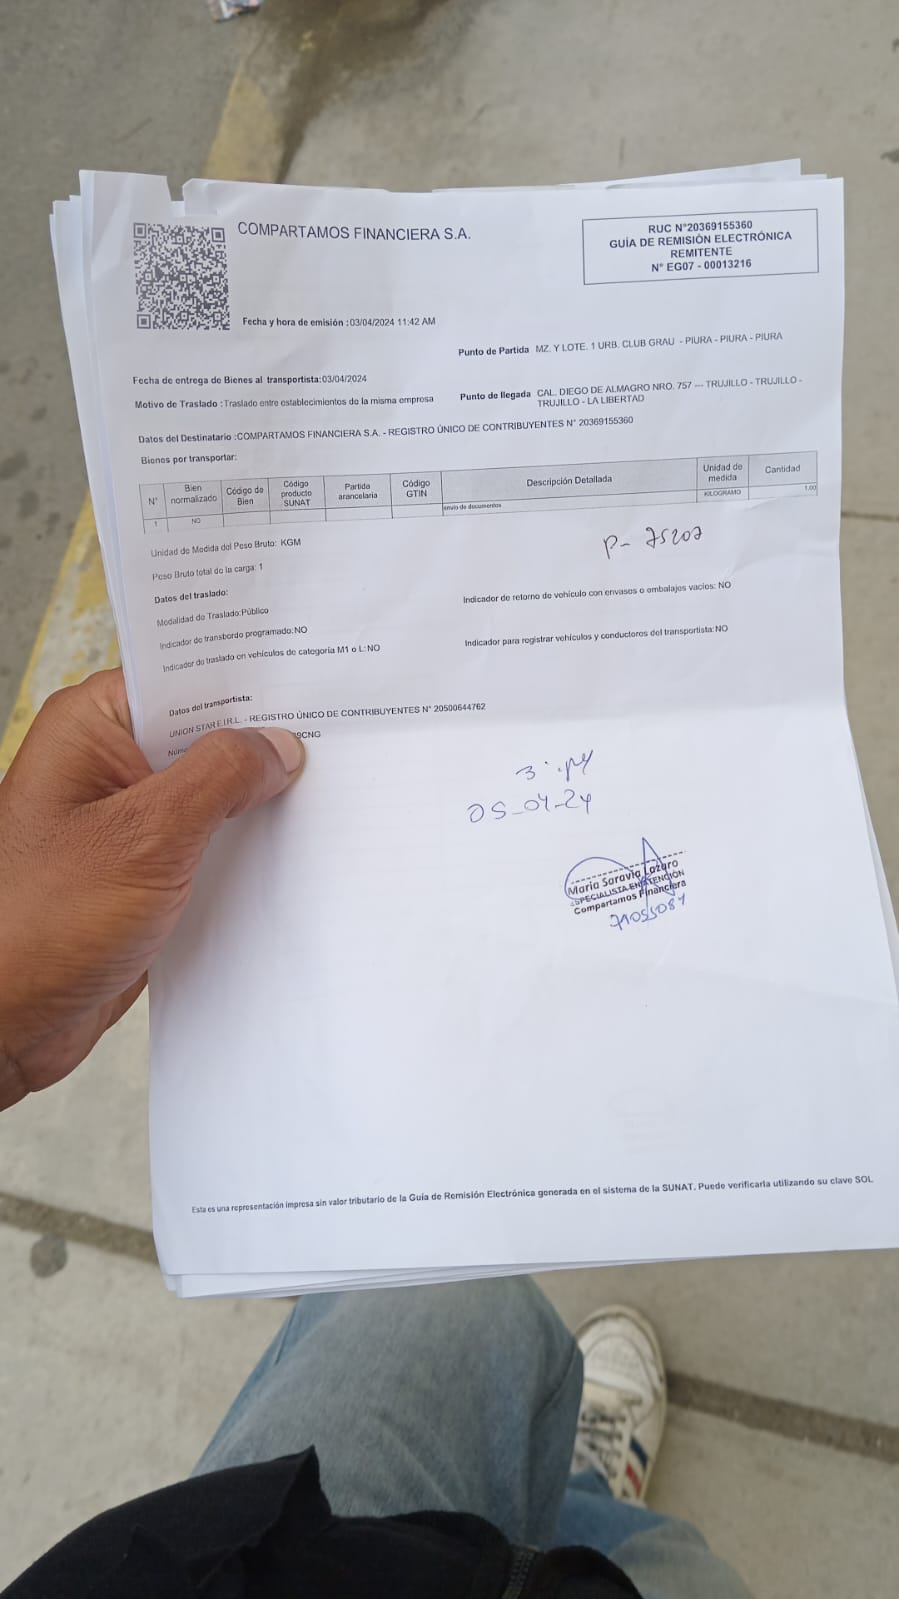 COMPARTAMOS FINANCIERA S.A.
RUC N°20369155360
GUÍA DE REMISIÓN ELECTRÓNICA
REMITENTE
N° EG07 - 00013216
Fecha y hora de emisión :03/04/2024 11:42 AM
Punto de Partida MZ. Y LOTE. 1 URB. CLUB GRAU - PIURA - PIURA - PIURA
Fecha de entrega de Bienes al transportista:03/04/2024
Motivo de Traslado :Traslado entre establecimientos de la misma empresa
Punto de llegada CAL. DIEGO DE ALMAGRO NRO. 757 --- TRUJILLO - TRUJILLO -
TRUJILLO - LA LIBERTAD
Datos del Destinatario :COMPARTAMOS FINANCIERA S.A. - REGISTRO ÚNICO DE CONTRIBUYENTES N° 20369155360
Bienes por transportar:
N° Bien normalizado Código de Bien Código producto SUNAT Partida arancelaria Código GTIN Descripción Detallada Unidad de medida Cantidad
1 NO envio de documentos KILOGRAMO 1.00
Unidad de Medida del Peso Bruto: KGM
P- 75207
Peso Bruto total de la carga: 1
Datos del traslado:
Indicador de retorno de vehículo con envases o embalajes vacíos: NO
Modalidad de Traslado:Público
Indicador de transbordo programado:NO
Indicador para registrar vehículos y conductores del transportista:NO
Indicador de traslado en vehículos de categoría M1 o L:NO
Datos del transportista:
UNION STAR E.I.R.L. - REGISTRO ÚNICO DE CONTRIBUYENTES N° 20500644762
9CNG
05-04-24
Maria Saravia Lazaro
ESPECIALISTA EN ATENCIÓN
Compartamos Financiera
71055081
Esta es una representación impresa sin valor tributario de la Guía de Remisión Electrónica generada en el sistema de la SUNAT. Puede verificarla utilizando su clave SOL